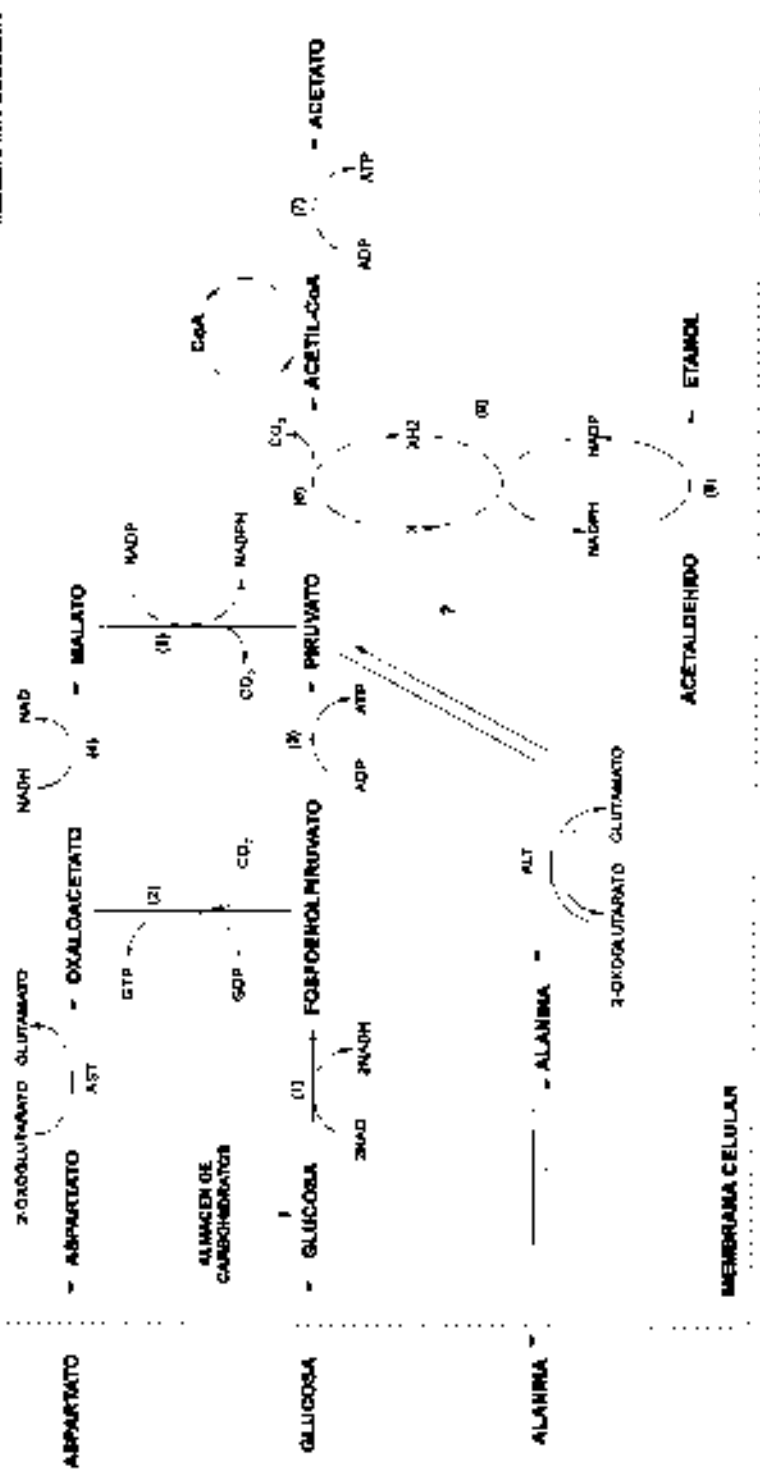 ASPARTATO
ASPARTATO
2-OXOGLUTARATO
GLUTAMATO
AST
OXALOACETATO
NADH
NAD
(4)
MALATO
GTP
(2)
GDP
CO₂
(5)
NADP
NADPH
CO₂
ALMACEN DE
CARBOHIDRATOS
GLUCOSA
GLUCOSA
(1)
2NAD
2NADH
FOSFOENOLPIRUVATO
(3)
ADP
ATP
PIRUVATO
(6)
CO₂
CoA
ACETIL-CoA
(7)
ADP
ATP
ACETATO
X
XH2
?
NADPH
NADP
ALANINA
ALANINA
ALT
2-OXOGLUTARATO
GLUTAMATO
ACETALDEHIDO
ETANOL
MEMBRANA CELULAR